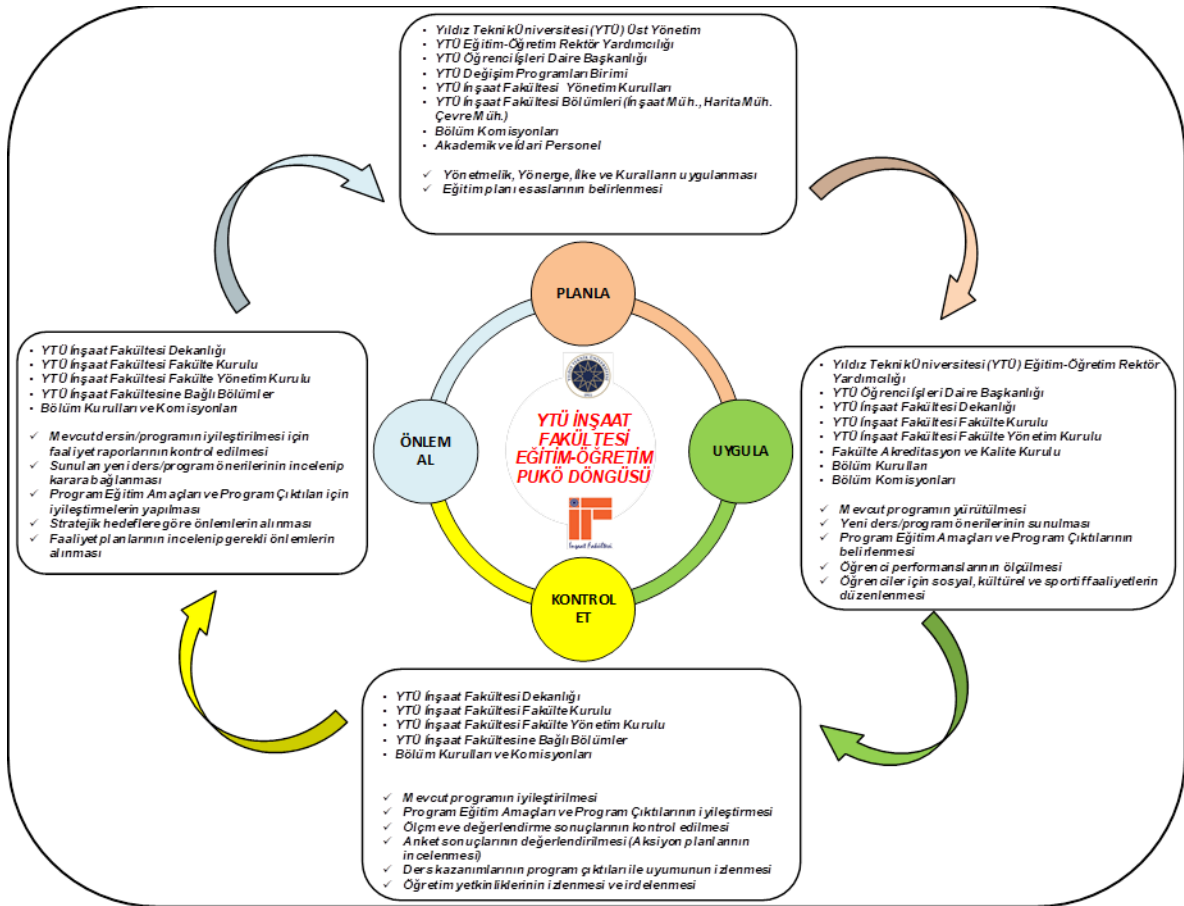 • Yıldız Teknik Üniversitesi (YTÜ) Üst Yönetim
• YTÜ Eğitim-Öğretim Rektör Yardımcılığı
• YTÜ Öğrenci İşleri Daire Başkanlığı
• YTÜ Değişim Programları Birimi
• YTÜ İnşaat Fakültesi Yönetim Kurulları
• YTÜ İnşaat Fakültesi Bölümleri (İnşaat Müh., Harita Müh.
Çevre Müh.)
• Bölüm Komisyonları
• Akademik ve İdari Personel
✓ Yönetmelik, Yönerge, İlke ve Kuralların uygulanması
✓ Eğitim planı esaslarının belirlenmesi
PLANLA
• YTÜ İnşaat Fakültesi Dekanlığı
• YTÜ İnşaat Fakültesi Fakülte Kurulu
• YTÜ İnşaat Fakültesi Fakülte Yönetim Kurulu
• YTÜ İnşaat Fakültesine Bağlı Bölümler
• Bölüm Kurulları ve Komisyonları
✓ Mevcut dersin/programın iyileştirilmesi için
faaliyet raporlarının kontrol edilmesi
✓ Sunulan yeni ders/program önerilerinin incelenip
karara bağlanması
✓ Program Eğitim Amaçları ve Program Çıktıları için
iyileştirmelerin yapılması
✓ Stratejik hedeflere göre önlemlerin alınması
✓ Faaliyet planlarının incelenip gerekli önlemlerin
alınması
ÖNLEM
AL
YTÜ İNŞAAT
FAKÜLTESİ
EĞİTİM-ÖĞRETİM
PUKÖ DÖNGÜSÜ
İnşaat Fakültesi
UYGULA
• Yıldız Teknik Üniversitesi (YTÜ) Eğitim-Öğretim Rektör
Yardımcılığı
• YTÜ Öğrenci İşleri Daire Başkanlığı
• YTÜ İnşaat Fakültesi Dekanlığı
• YTÜ İnşaat Fakültesi Fakülte Kurulu
• YTÜ İnşaat Fakültesi Fakülte Yönetim Kurulu
• Fakülte Akreditasyon ve Kalite Kurulu
• Bölüm Kurulları
• Bölüm Komisyonları
✓ Mevcut programın yürütülmesi
✓ Yeni ders/program önerilerinin sunulması
✓ Program Eğitim Amaçları ve Program Çıktılarının
belirlenmesi
✓ Öğrenci performanslarının ölçülmesi
✓ Öğrenciler için sosyal, kültürel ve sportif faaliyetlerin
düzenlenmesi
KONTROL
ET
• YTÜ İnşaat Fakültesi Dekanlığı
• YTÜ İnşaat Fakültesi Fakülte Kurulu
• YTÜ İnşaat Fakültesi Fakülte Yönetim Kurulu
• YTÜ İnşaat Fakültesine Bağlı Bölümler
• Bölüm Kurulları ve Komisyonları
✓ Mevcut programın iyileştirilmesi
✓ Program Eğitim Amaçları ve Program Çıktılarının iyileştirmesi
✓ Ölçme ve değerlendirme sonuçlarının kontrol edilmesi
✓ Anket sonuçlarının değerlendirilmesi (Aksiyon planlarının
incelenmesi)
✓ Ders kazanımlarının program çıktıları ile uyumunun izlenmesi
✓ Öğretim yetkinliklerinin izlenmesi ve irdelenmesi